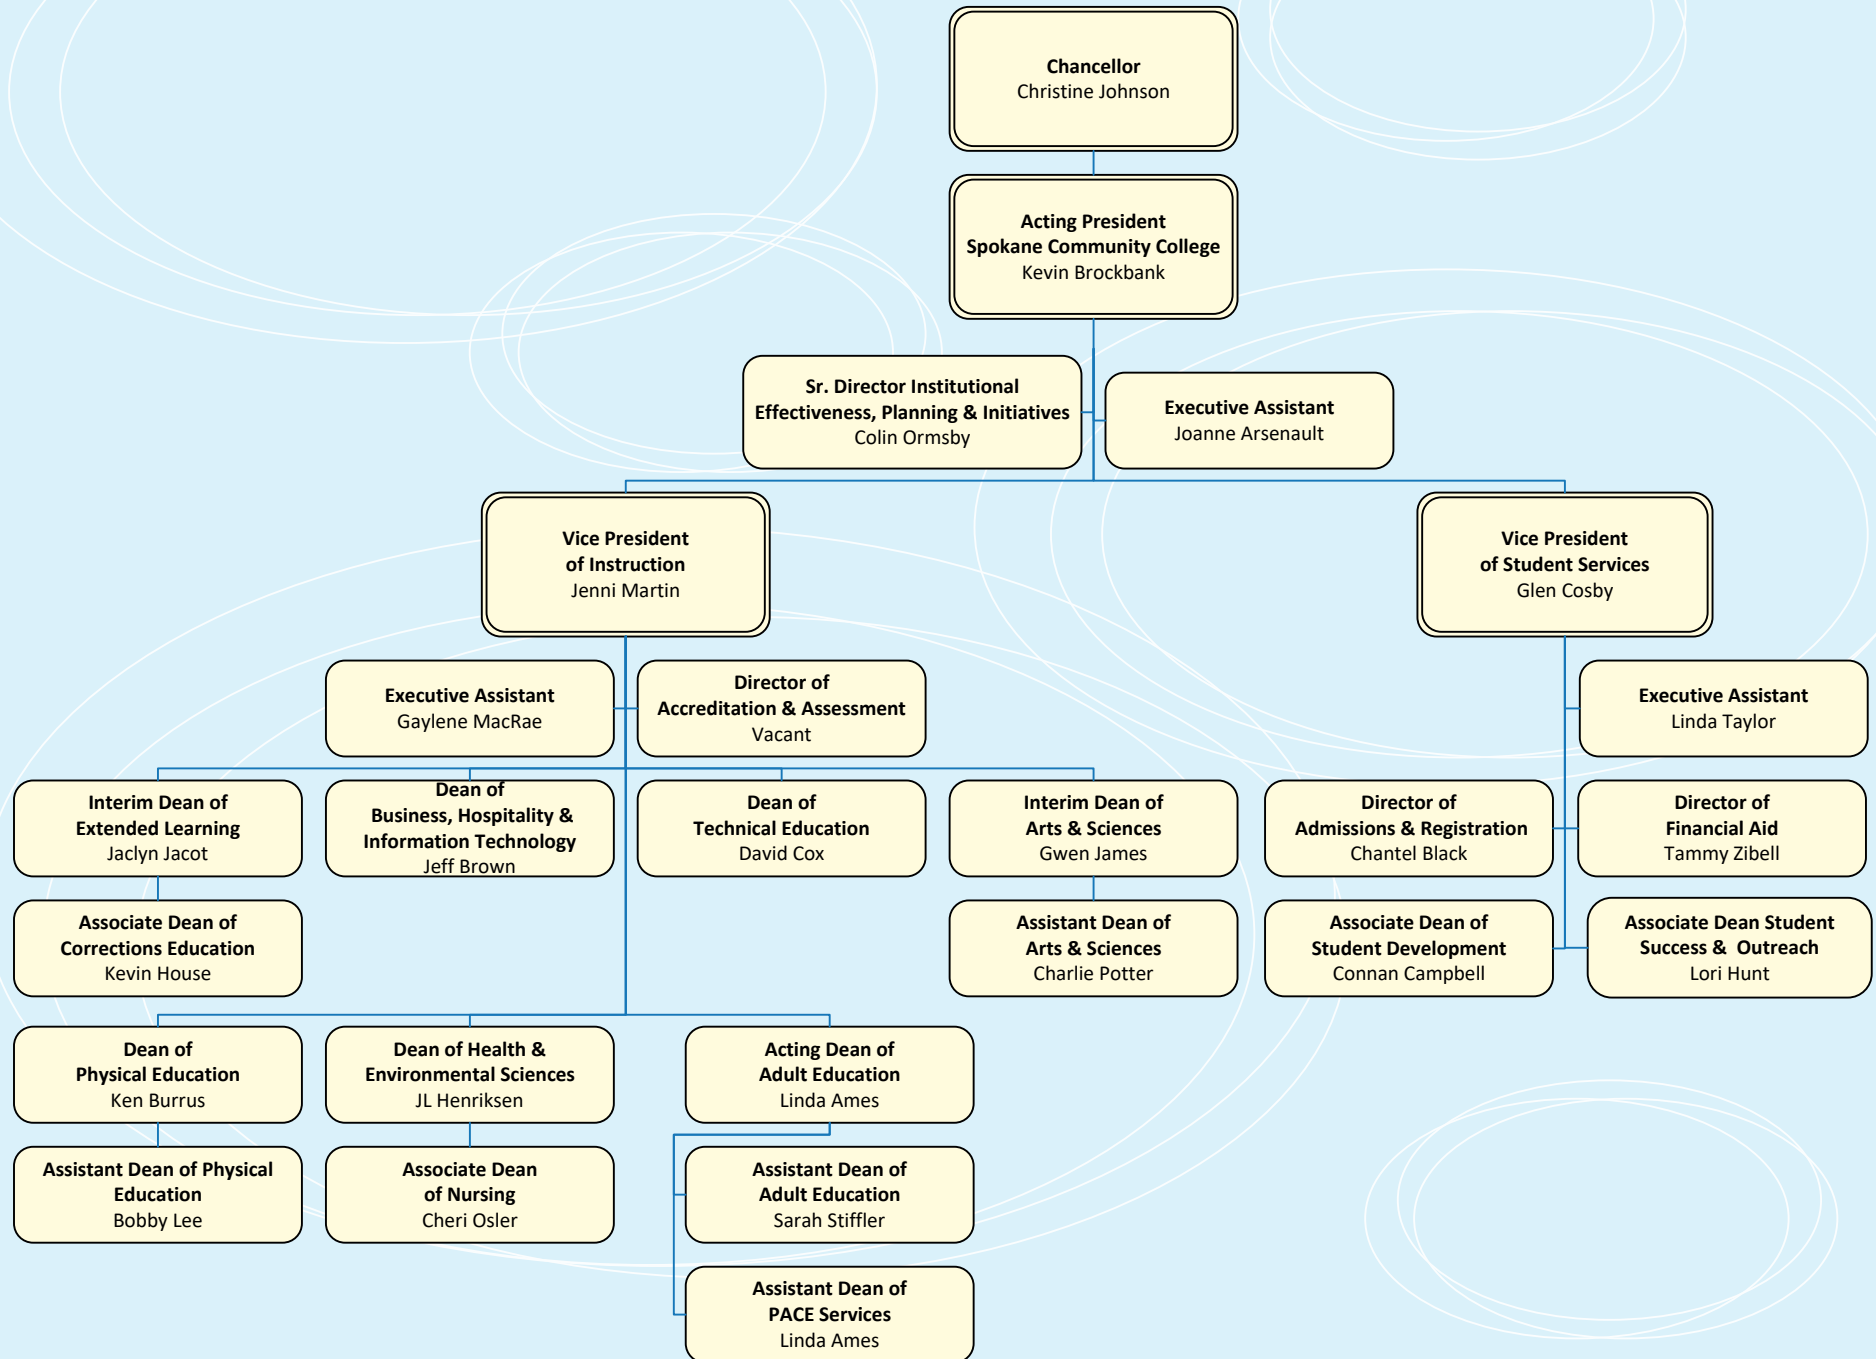 Chancellor
Christine Johnson
Acting President
Spokane Community College
Kevin Brockbank
Sr. Director Institutional
Effectiveness, Planning & Initiatives
Colin Ormsby
Executive Assistant
Joanne Arsenault
Vice President
of Instruction
Jenni Martin
Vice President
of Student Services
Glen Cosby
Executive Assistant
Gaylene MacRae
Director of
Accreditation & Assessment
Vacant
Executive Assistant
Linda Taylor
Interim Dean of
Extended Learning
Jaclyn Jacot
Dean of
Business, Hospitality &
Information Technology
Jeff Brown
Dean of
Technical Education
David Cox
Interim Dean of
Arts & Sciences
Gwen James
Director of
Admissions & Registration
Chantel Black
Director of
Financial Aid
Tammy Zibell
Associate Dean of
Corrections Education
Kevin House
Assistant Dean of
Arts & Sciences
Charlie Potter
Associate Dean of
Student Development
Connan Campbell
Associate Dean Student
Success & Outreach
Lori Hunt
Dean of
Physical Education
Ken Burrus
Dean of Health &
Environmental Sciences
JL Henriksen
Acting Dean of
Adult Education
Linda Ames
Assistant Dean of Physical
Education
Bobby Lee
Associate Dean
of Nursing
Cheri Osler
Assistant Dean of
Adult Education
Sarah Stiffler
Assistant Dean of
PACE Services
Linda Ames